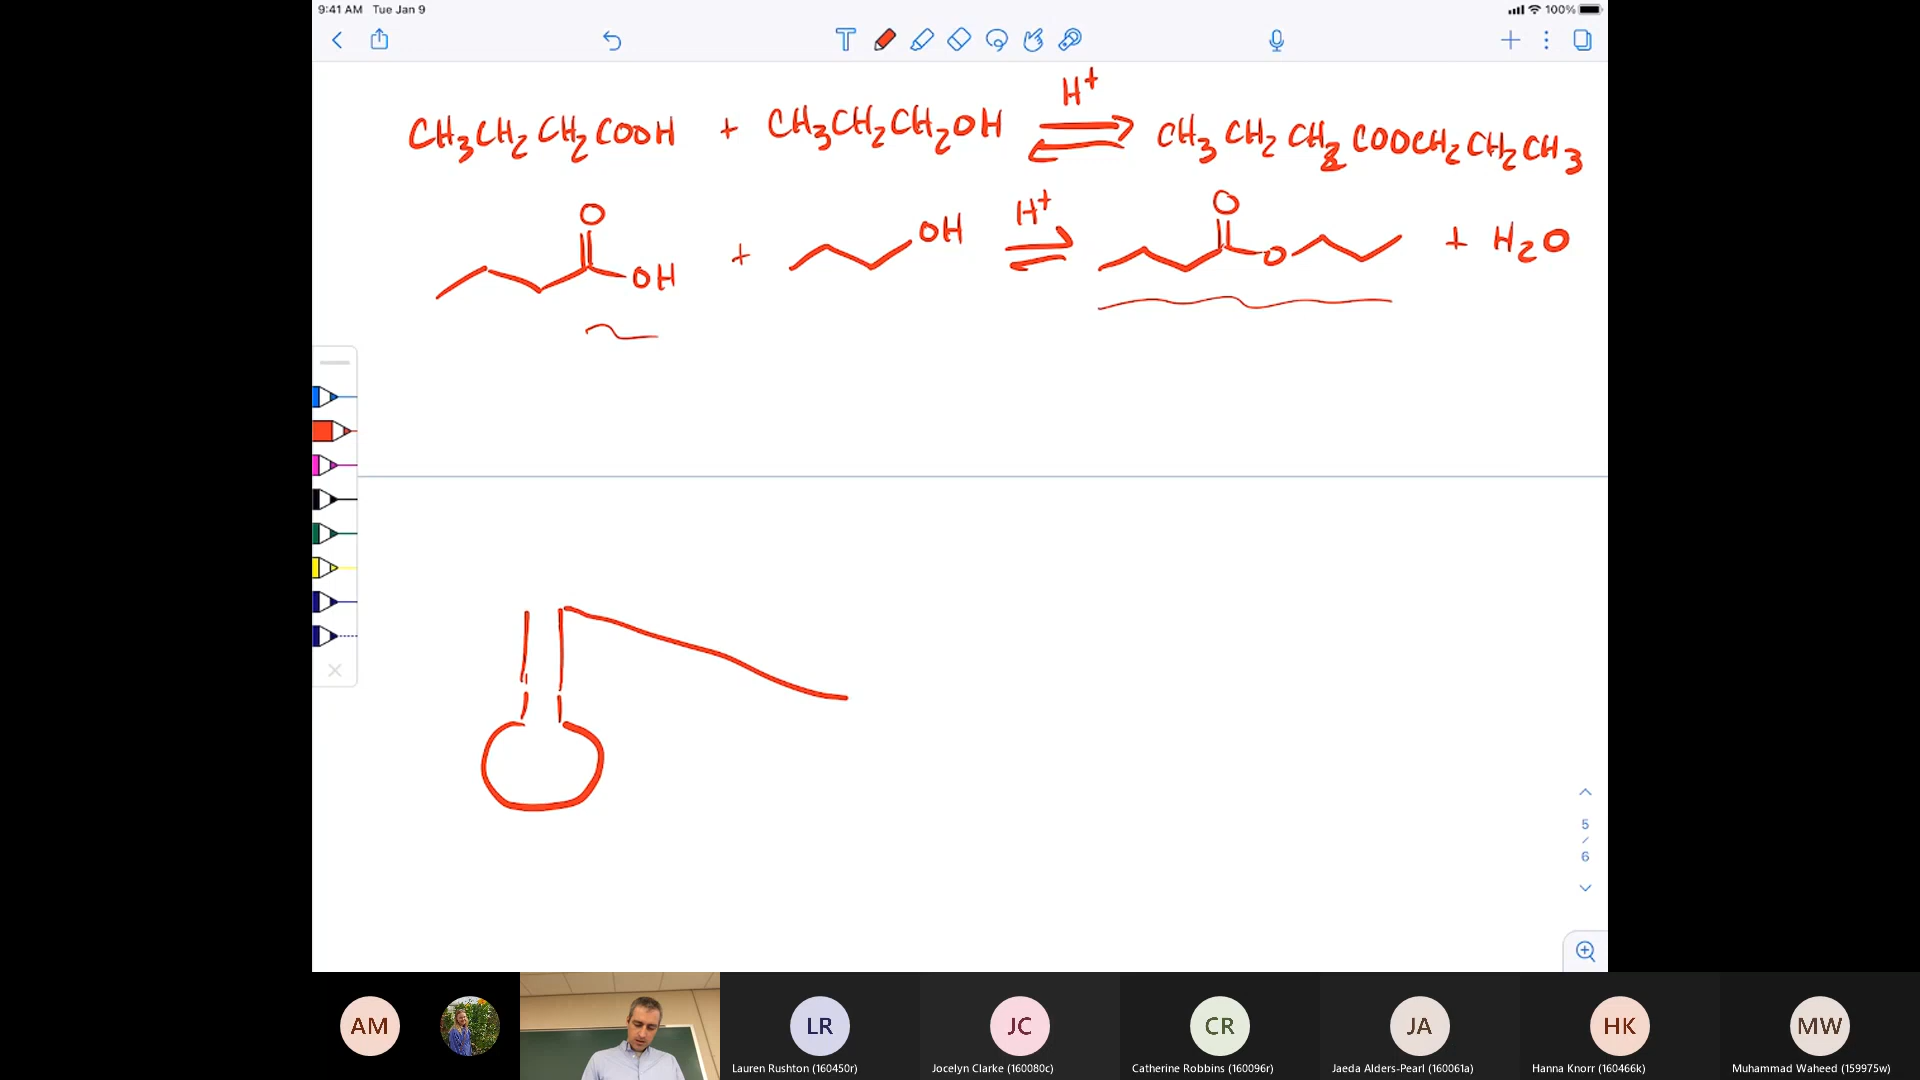 9:41 AM Tue Jan 9 100%
T
H+
CH3CH2CH2COOH + CH3CH2CH2OH ⇌ CH3CH2CH2COOCH2CH2CH3
O OH H+ O
OH + ⇌ O + H2O
5
/
6
AM LR JC CR JA HK MW
Lauren Rushton (160450r) Jocelyn Clarke (160080c) Catherine Robbins (160096r) Jaeda Alders-Pearl (160061a) Hanna Knorr (160466k) Muhammad Waheed (159975w)